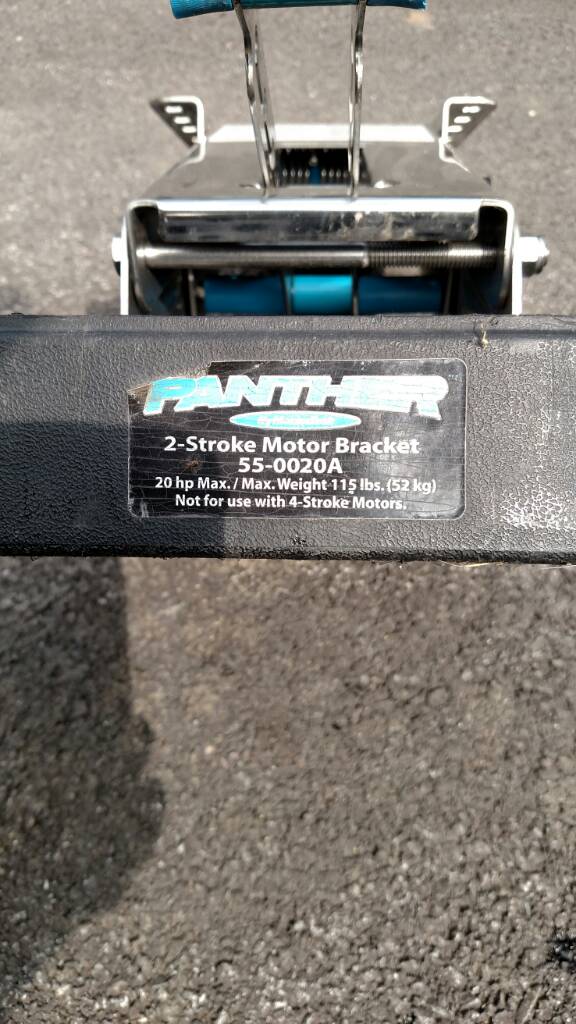 PANTHER
2-Stroke Motor Bracket
55-0020A
20 hp Max. / Max. Weight 115 lbs. (52 kg)
Not for use with 4-Stroke Motors.